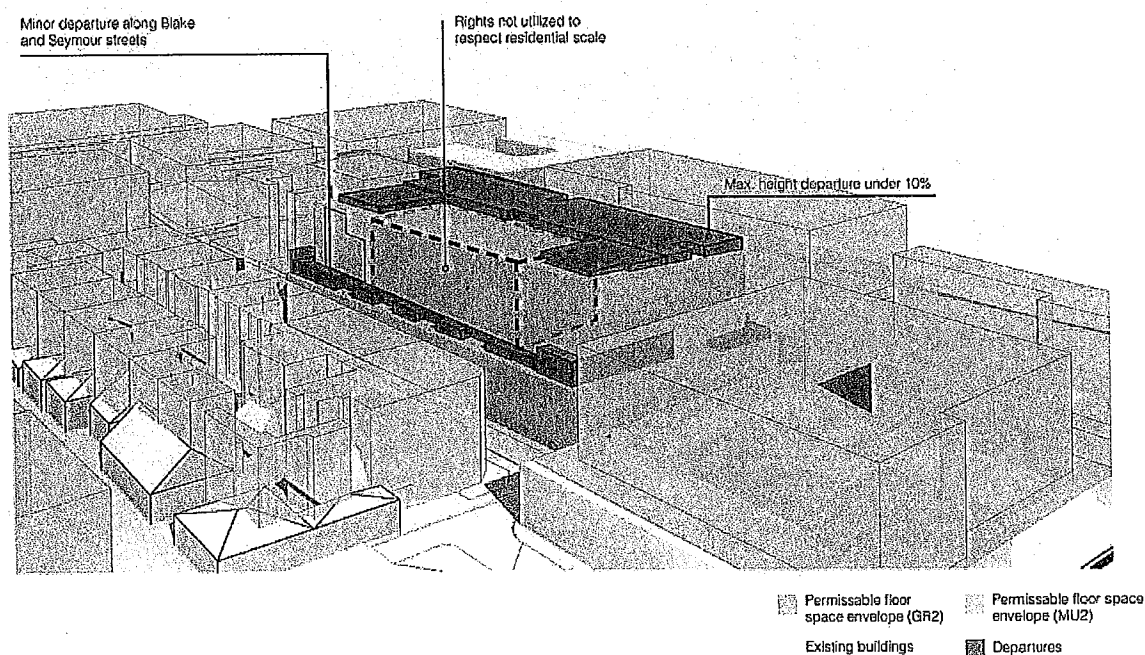 Minor departure along Blake
and Seymour streets
Rights not utilized to
respect residential scale
Max. height departure under 10%
Permissable floor
space envelope (GR2)
Permissable floor space
envelope (MU2)
Existing buildings
Departures